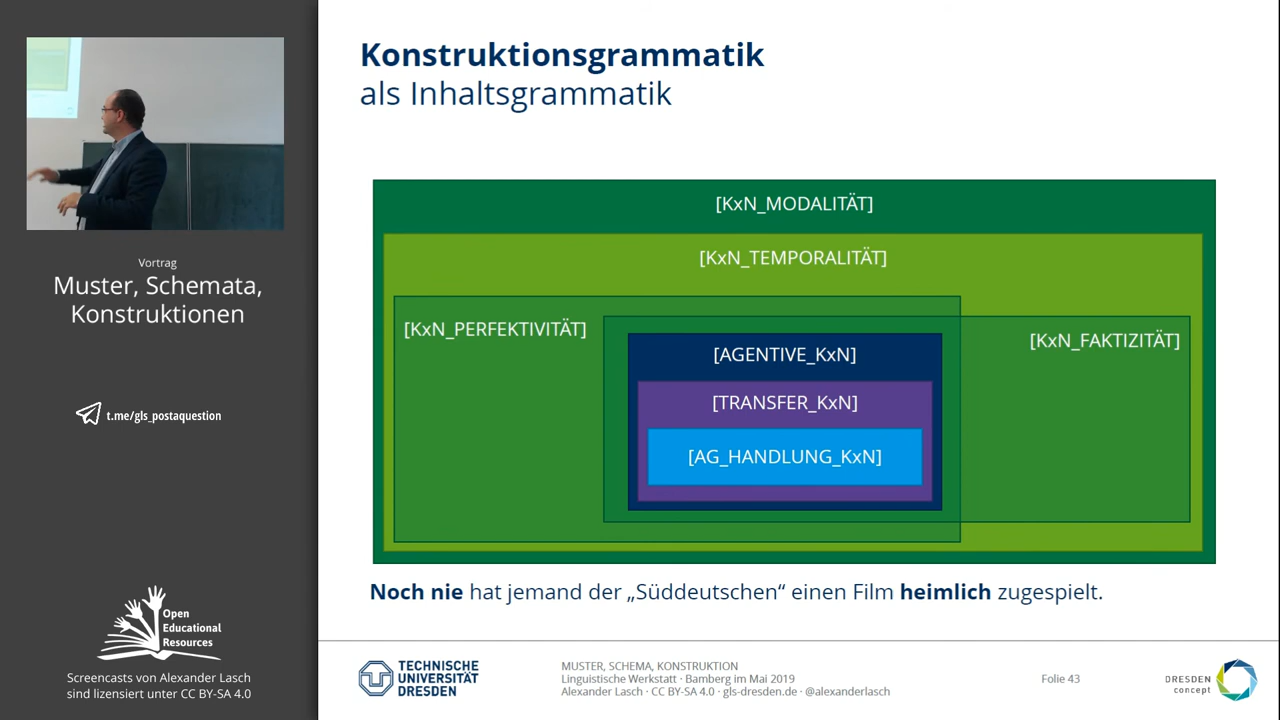 Vortrag
Muster, Schemata,
Konstruktionen
t.me/gls_postaquestion
Open
Educational
Resources
Screencasts von Alexander Lasch
sind lizensiert unter CC BY-SA 4.0
Konstruktionsgrammatik
als Inhaltsgrammatik
[KxN_MODALITÄT]
[KxN_TEMPORALITÄT]
[KxN_PERFEKTIVITÄT]
[KxN_FAKTIZITÄT]
[AGENTIVE_KxN]
[TRANSFER_KxN]
[AG_HANDLUNG_KxN]
Noch nie hat jemand der „Süddeutschen“ einen Film heimlich zugespielt.
TECHNISCHE
UNIVERSITÄT
DRESDEN
MUSTER, SCHEMA, KONSTRUKTION
Linguistische Werkstatt · Bamberg im Mai 2019
Alexander Lasch · CC BY-SA 4.0 · gls-dresden.de · @alexanderlasch
Folie 43
DRESDEN
concept